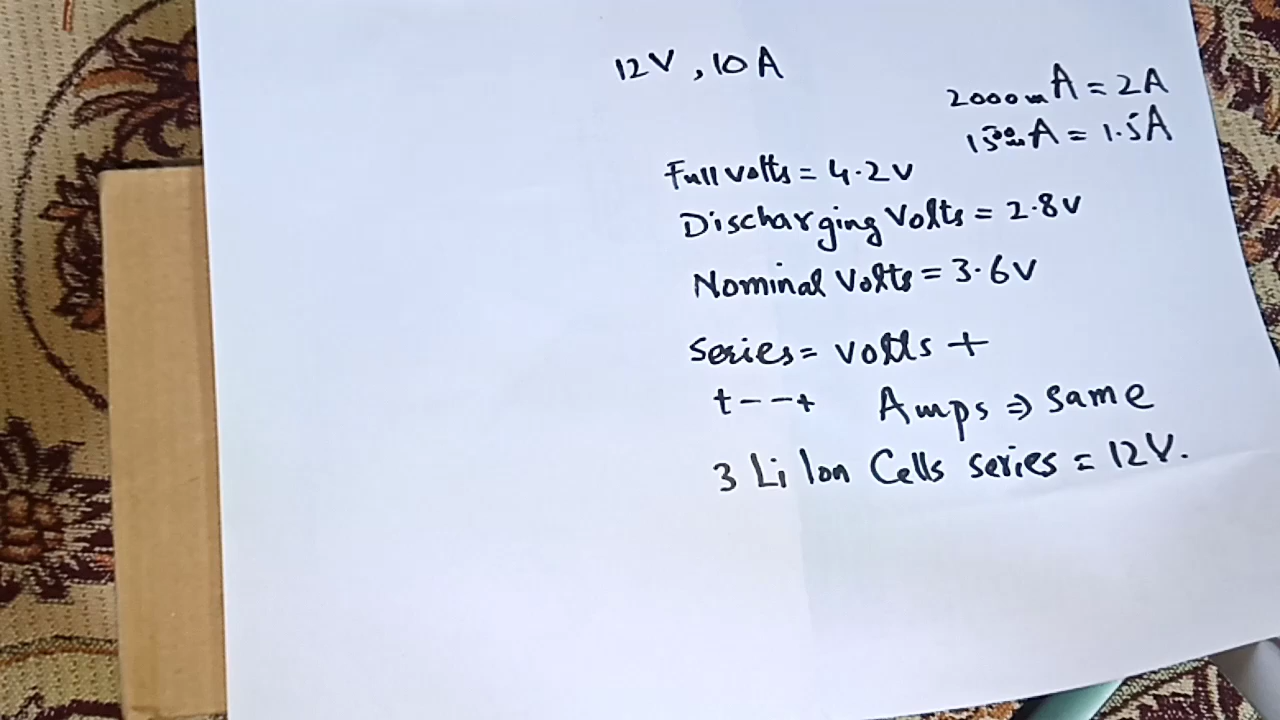 12V, 10A
2000mA = 2A
1500mA = 1.5A
Full volts = 4.2v
Discharging Volts = 2.8v
Nominal Volts = 3.6v
Series = volts +
+--+ Amps ⇒ same
3 Li Ion Cells series = 12V.